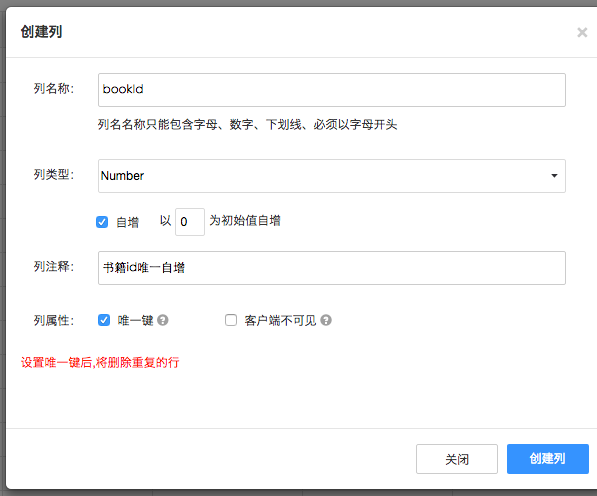 创建列
列名称: bookId
列名名称只能包含字母、数字、下划线、必须以字母开头
列类型: Number
自增 以 0 为初始值自增
列注释: 书籍id唯一自增
列属性: 唯一键 客户端不可见
设置唯一键后,将删除重复的行
关闭 创建列